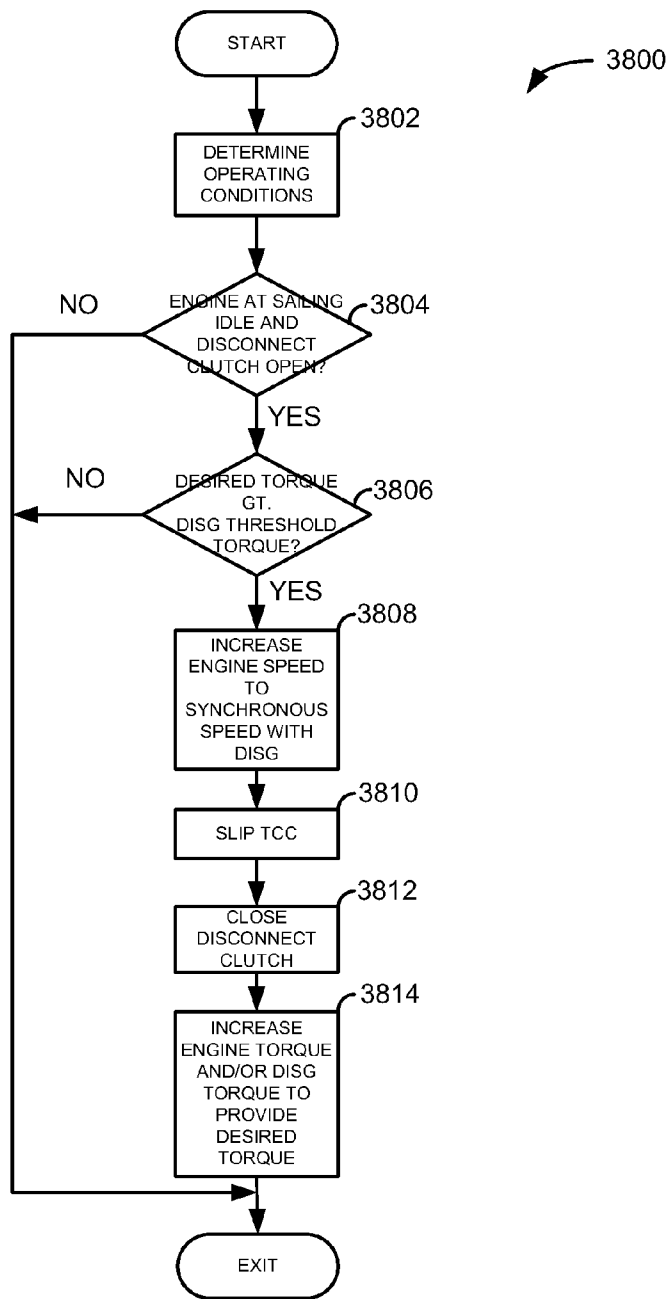 START
3800
3802
DETERMINE
OPERATING
CONDITIONS
NO
ENGINE AT SAILING
IDLE AND
DISCONNECT
CLUTCH OPEN?
3804
YES
NO
DESIRED TORQUE
GT.
DISG THRESHOLD
TORQUE?
3806
YES
3808
INCREASE
ENGINE SPEED
TO
SYNCHRONOUS
SPEED WITH
DISG
3810
SLIP TCC
3812
CLOSE
DISCONNECT
CLUTCH
3814
INCREASE
ENGINE TORQUE
AND/OR DISG
TORQUE TO
PROVIDE
DESIRED
TORQUE
EXIT